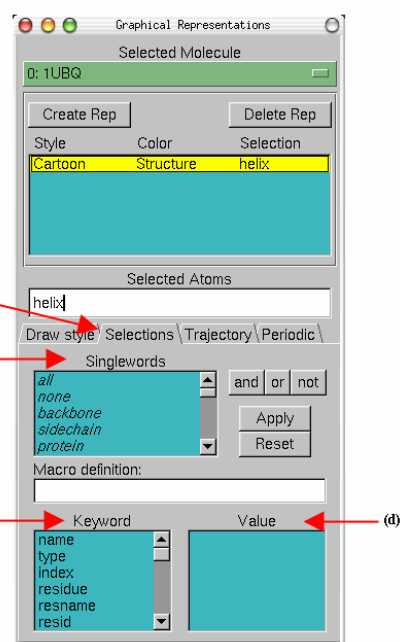 Graphical Representations
Selected Molecule
0: 1UBQ
Create Rep Delete Rep
Style Color Selection
Cartoon Structure helix
Selected Atoms
helix
Draw style Selections Trajectory Periodic
Singlewords
all
none
backbone
sidechain
protein
and or not
Apply
Reset
Macro definition:
Keyword Value (d)
name
type
index
residue
resname
resid